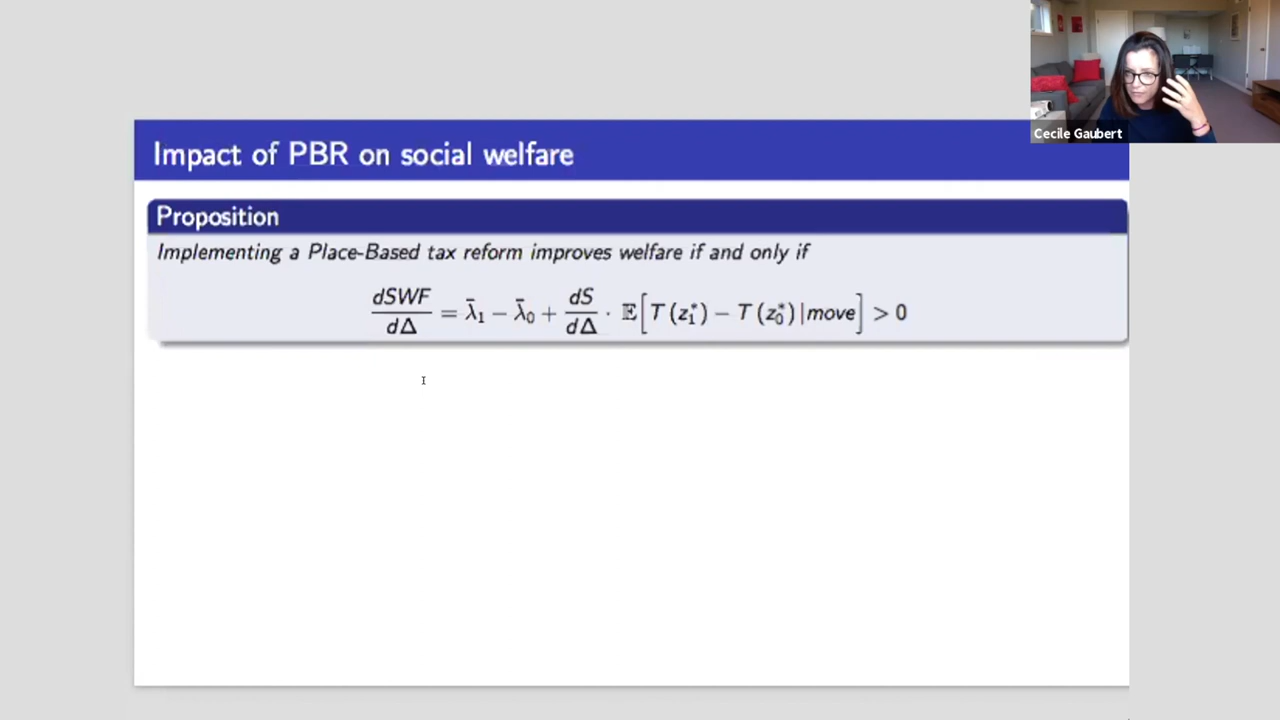 Cecile Gaubert
Impact of PBR on social welfare
Proposition
Implementing a Place-Based tax reform improves welfare if and only if
dSWF/dΔ = λ̄₁ − λ̄₀ + dS/dΔ · 𝔼[T(z₁*) − T(z₀*)|move] > 0